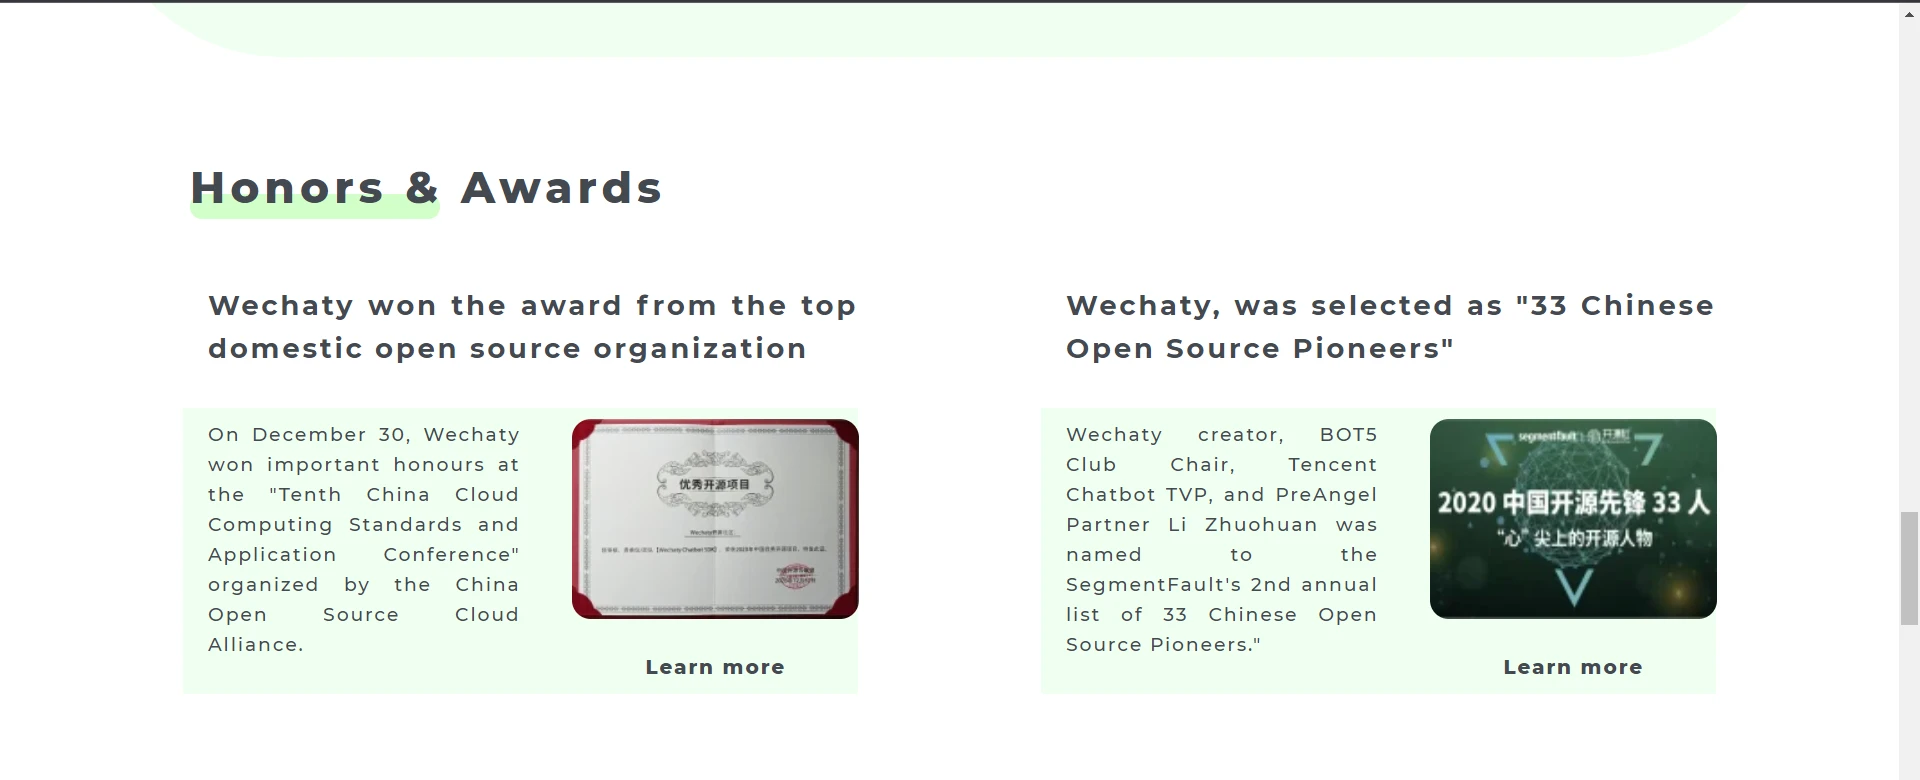 Honors & Awards
Wechaty won the award from the top
domestic open source organization
On December 30, Wechaty
won important honours at
the "Tenth China Cloud
Computing Standards and
Application Conference"
organized by the China
Open Source Cloud
Alliance.
优秀开源项目
Learn more
Wechaty, was selected as "33 Chinese
Open Source Pioneers"
Wechaty creator, BOT5
Club Chair, Tencent
Chatbot TVP, and PreAngel
Partner Li Zhuohuan was
named to the
SegmentFault's 2nd annual
list of 33 Chinese Open
Source Pioneers."
segmentfault 开源社
2020 中国开源先锋 33 人
“心”尖上的开源人物
Learn more